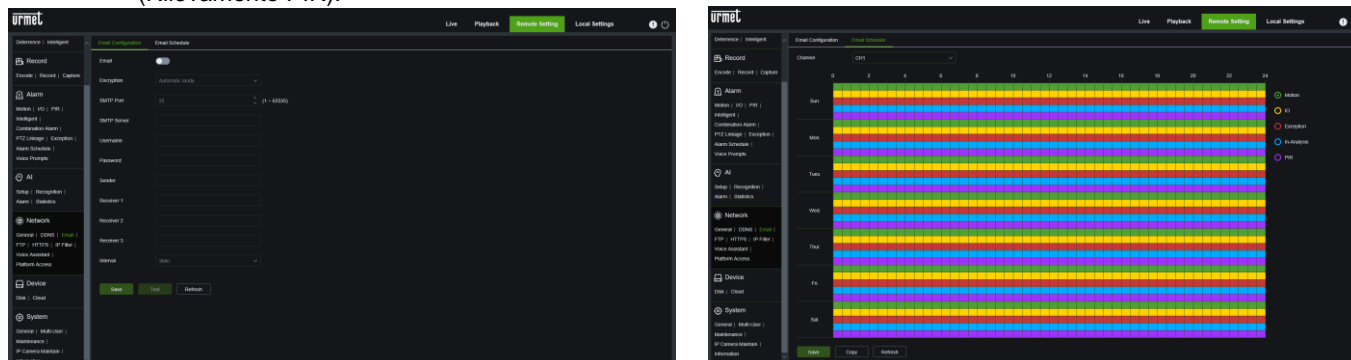 (Rilevamento PIR).
urmet
Live Playback Remote Setting Local Settings
Deterrence | Intelligent
Record
Encode | Record | Capture
Alarm
Motion | I/O | PIR |
Intelligent |
Combination Alarm |
PTZ Linkage | Exception |
Alarm Schedule |
Voice Prompts
AI
Setup | Recognition |
Alarm | Statistics
Network
General | DDNS | Email |
FTP | HTTPS | IP Filter |
Voice Assistant |
Platform Access
Device
Disk | Cloud
System
General | Multi-User |
Maintenance |
IP Camera Maintain |
Information
Email Configuration Email Schedule
Email
Encryption Automatic mode
SMTP Port 25 (1 ~ 65535)
SMTP Server
Username
Password
Sender
Receiver 1
Receiver 2
Receiver 3
Interval 3Min
Save Test Refresh
urmet
Live Playback Remote Setting Local Settings
Deterrence | Intelligent
Record
Encode | Record | Capture
Alarm
Motion | I/O | PIR |
Intelligent |
Combination Alarm |
PTZ Linkage | Exception |
Alarm Schedule |
Voice Prompts
AI
Setup | Recognition |
Alarm | Statistics
Network
General | DDNS | Email |
FTP | HTTPS | IP Filter |
Voice Assistant |
Platform Access
Device
Disk | Cloud
System
General | Multi-User |
Maintenance |
IP Camera Maintain |
Information
Email Configuration Email Schedule
Channel CH1
0 2 4 6 8 10 12 14 16 18 20 22 24
Sun.
Mon.
Tues.
Wed.
Thur.
Fri.
Sat.
Motion
IO
Exception
In-Analysis
PIR
Save Copy Refresh